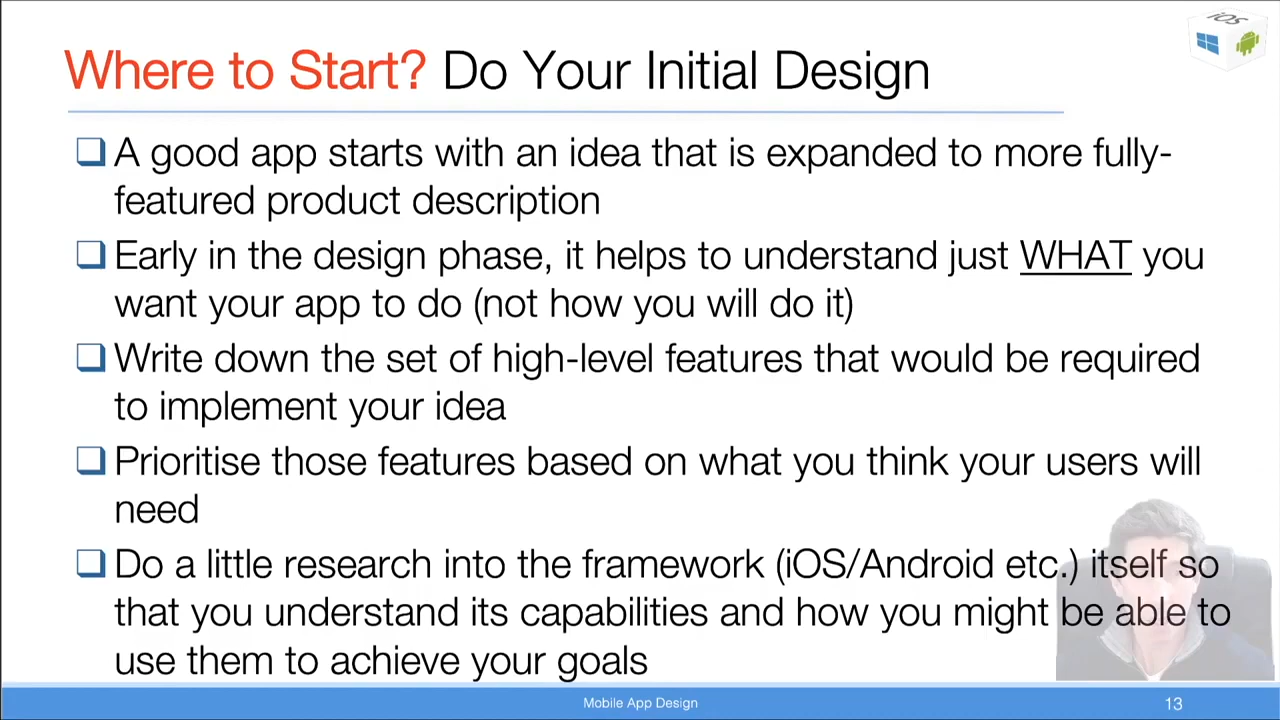 iOS
Where to Start? Do Your Initial Design
A good app starts with an idea that is expanded to more fully-
featured product description
Early in the design phase, it helps to understand just WHAT you
want your app to do (not how you will do it)
Write down the set of high-level features that would be required
to implement your idea
Prioritise those features based on what you think your users will
need
Do a little research into the framework (iOS/Android etc.) itself so
that you understand its capabilities and how you might be able to
use them to achieve your goals
Mobile App Design
13